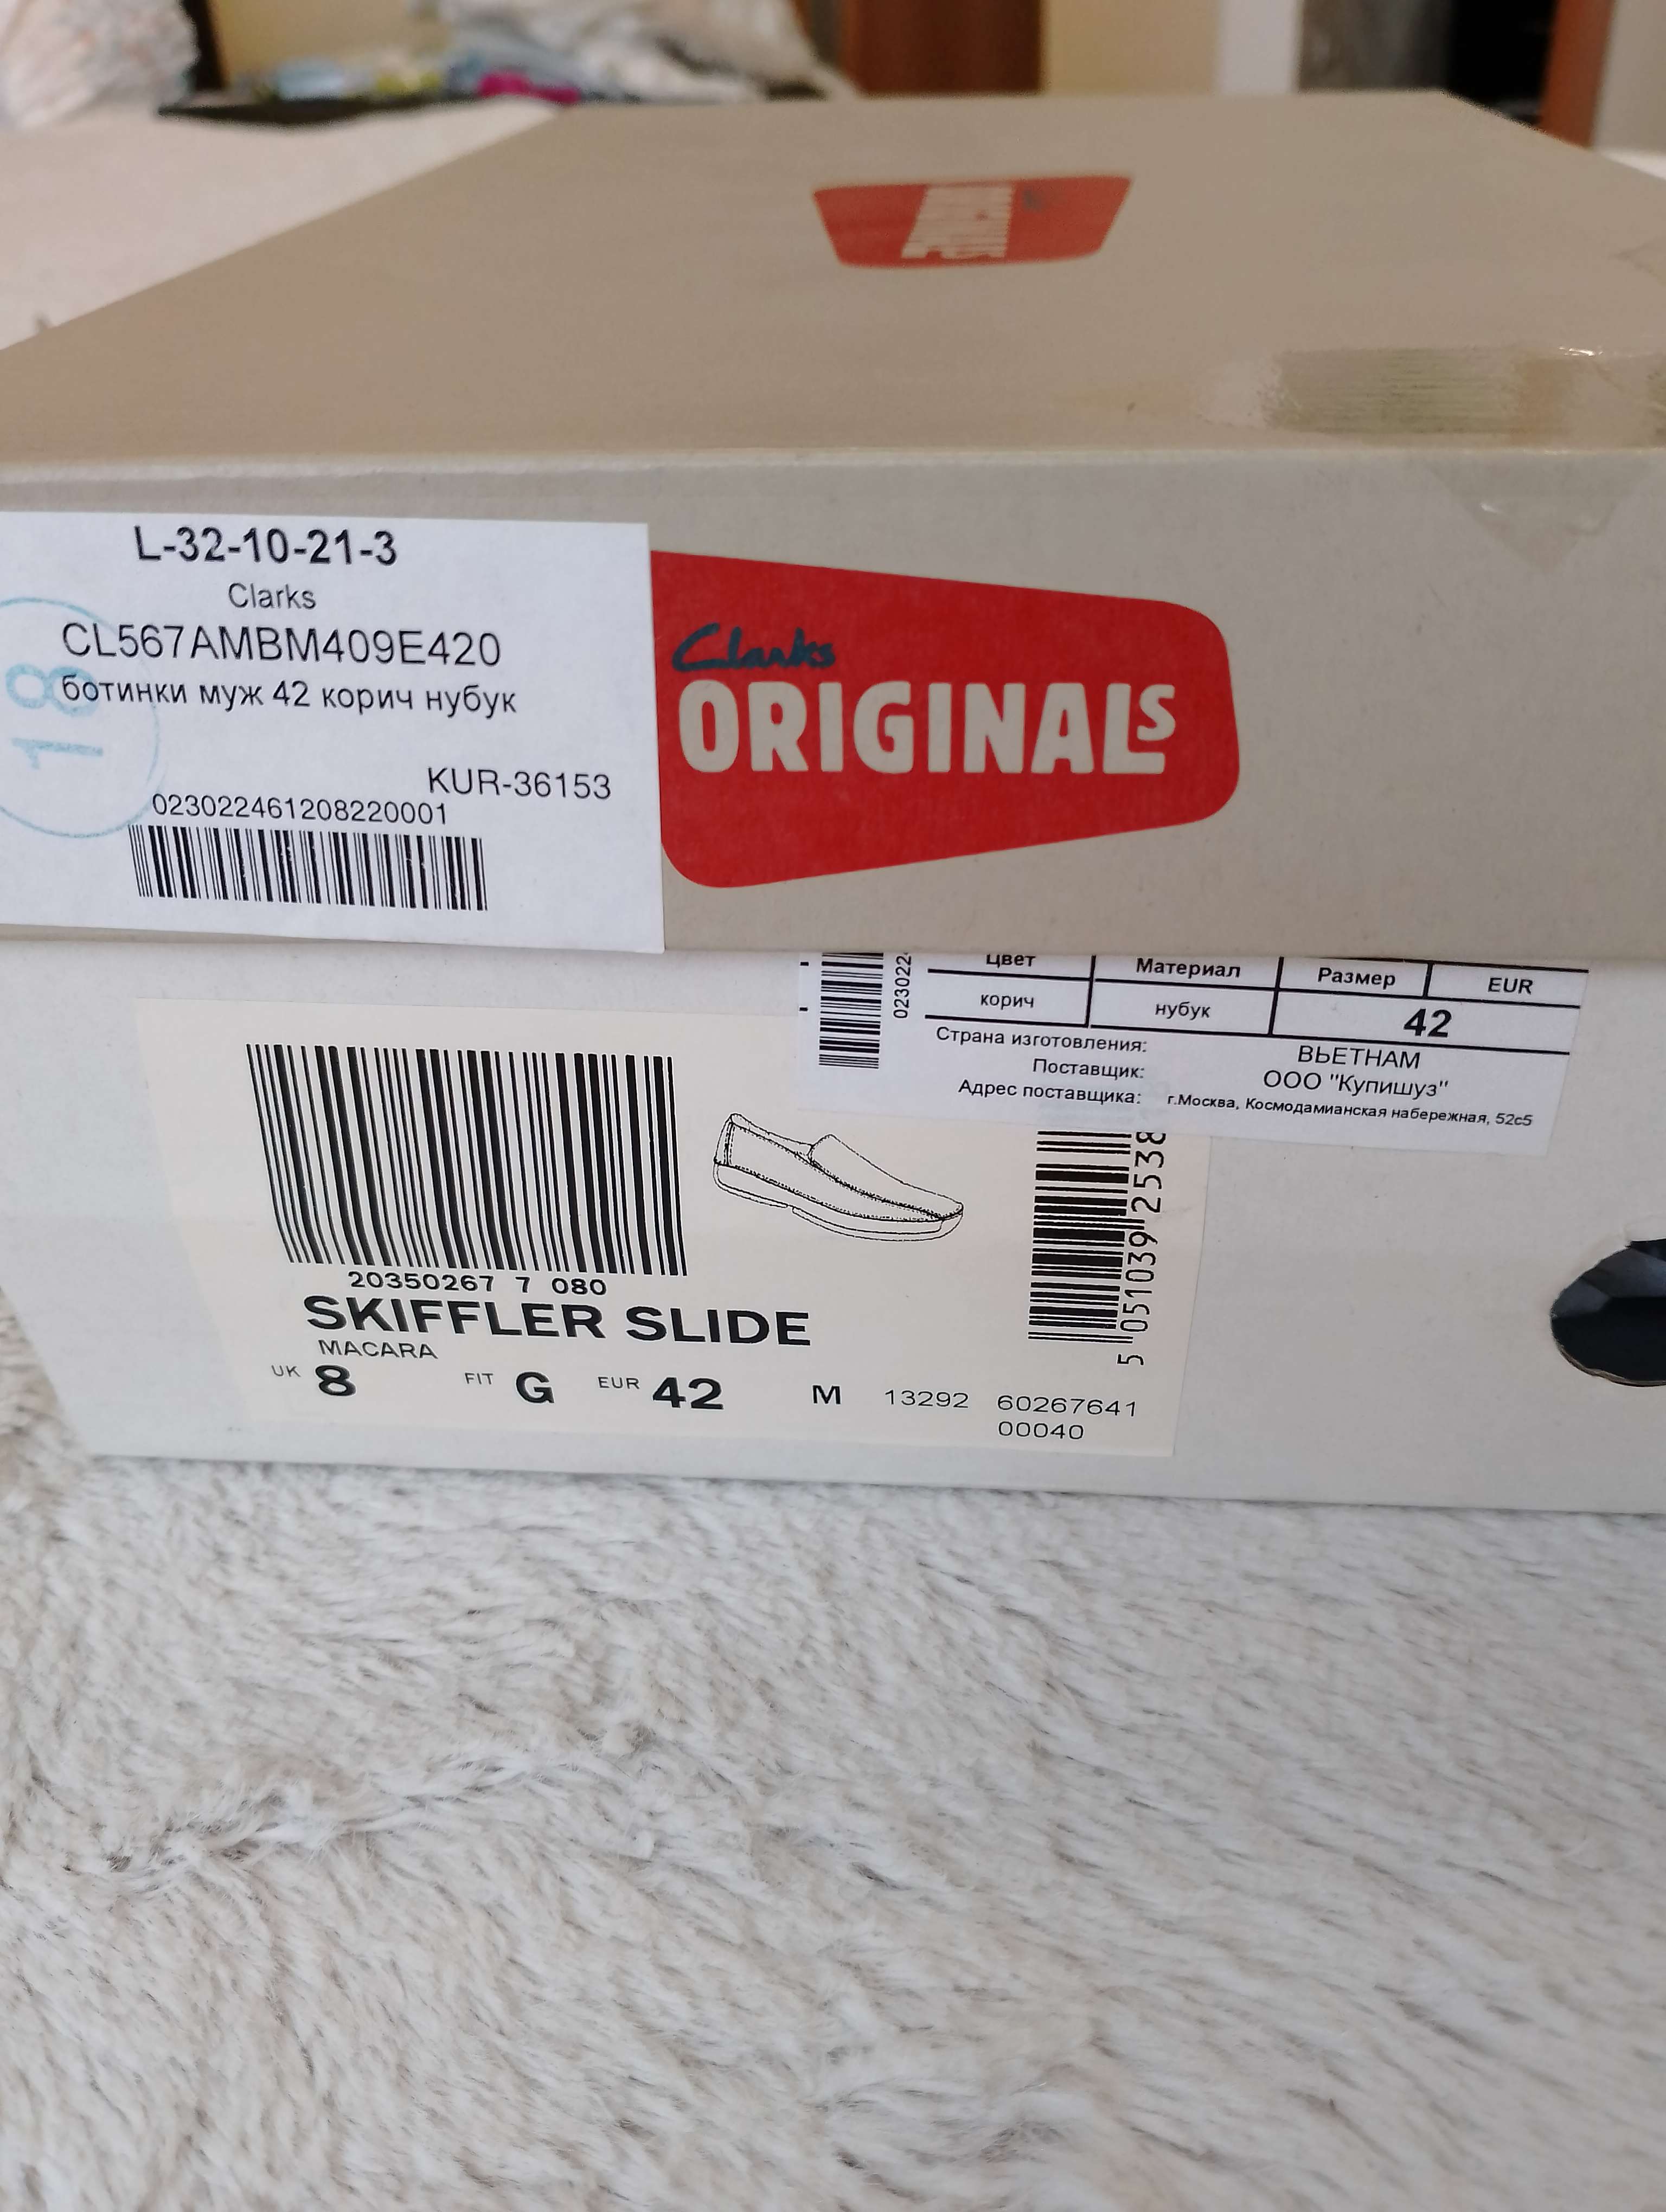 L-32-10-21-3
Clarks
CL567AMBM409E420
ботинки муж 42 корич нубук
18
KUR-36153
023022461208220001
Clarks
ORIGINALS
023022
Цвет Материал Размер EUR
корич нубук 42
Страна изготовления: ВЬЕТНАМ
Поставщик: ООО "Купишуз"
Адрес поставщика: г.Москва, Космодамианская набережная, 52с5
20350267 7 080
SKIFFLER SLIDE
MACARA
UK 8 FIT G EUR 42 M 13292 60267641
00040
5 051039 2538